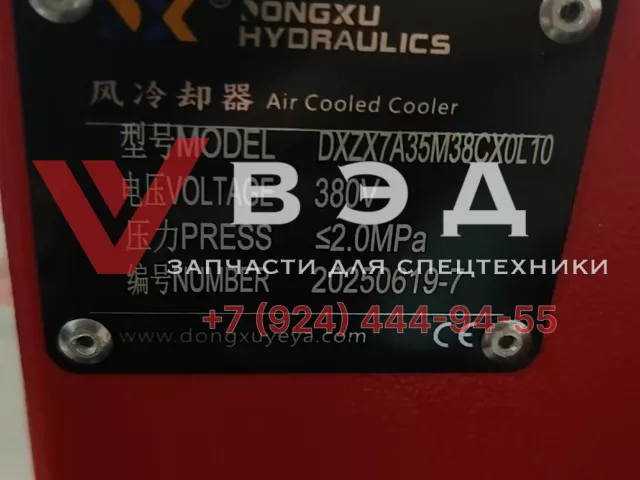 DONGXU
HYDRAULICS
风冷却器 Air Cooled Cooler
型号MODEL DXZX7A35M38CX0L10
电压VOLTAGE 380V
ВЭД
压力PRESS ≤2.0MPa
ЗАПЧАСТИ ДЛЯ СПЕЦТЕХНИКИ
编号NOMBER 20250619-7
+7 (924) 444-94-55
www.dongxuyeya.com CE